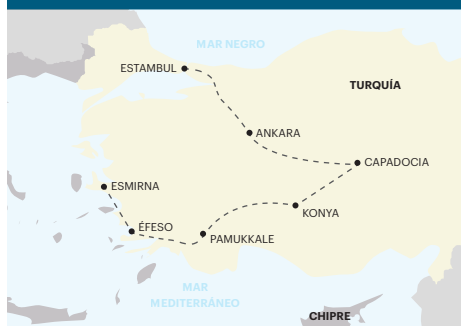 MAR NEGRO
ESTAMBUL
TURQUÍA
ANKARA
CAPADOCIA
ESMIRNA
KONYA
ÉFESO
PAMUKKALE
MAR
MEDITERRÁNEO
CHIPRE